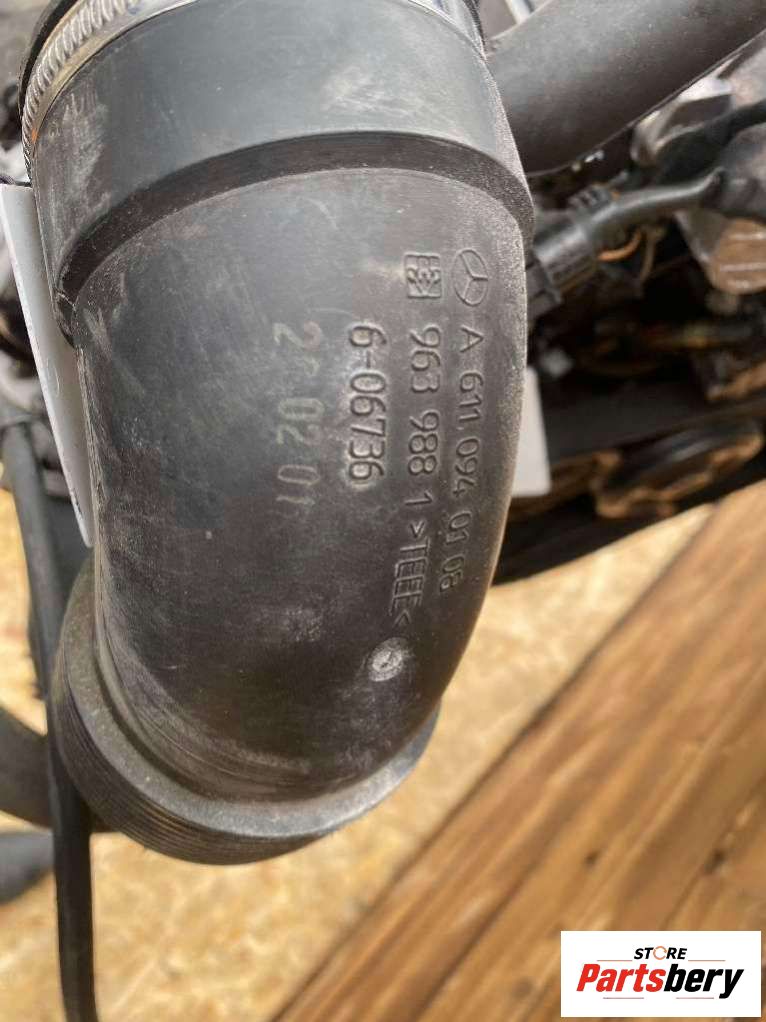 A 611 094 01 08
963 988 1 >TEEE<
6-06736
02 01
STORE
Partsbery